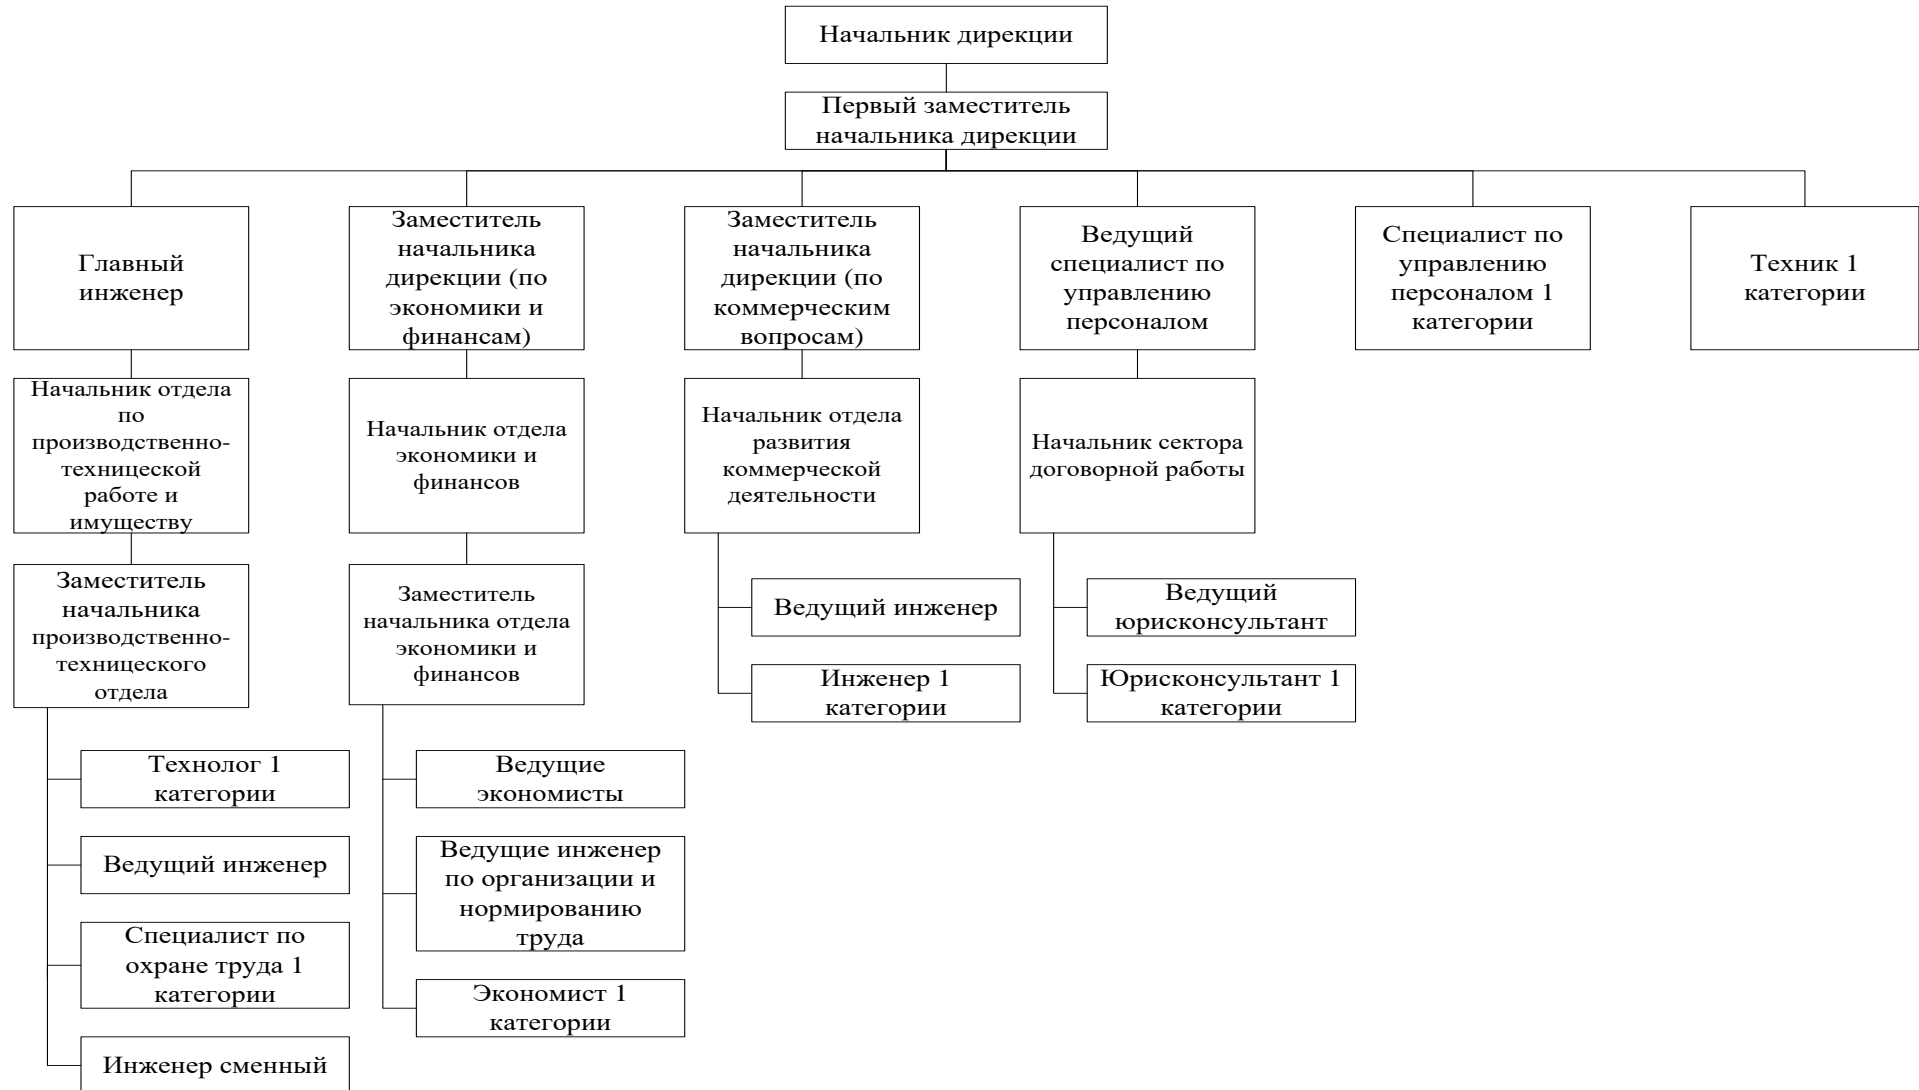 Начальник дирекции
Первый заместитель
начальника дирекции
Главный
инженер
Заместитель
начальника
дирекции (по
экономики и
финансам)
Заместитель
начальника
дирекции (по
коммерческим
вопросам)
Ведущий
специалист по
управлению
персоналом
Специалист по
управлению
персоналом 1
категории
Техник 1
категории
Начальник отдела
по
производственно-
техницеской
работе и
имуществу
Начальник отдела
экономики и
финансов
Начальник отдела
развития
коммерческой
деятельности
Начальник сектора
договорной работы
Заместитель
начальника
производственно-
техницеского
отдела
Заместитель
начальника отдела
экономики и
финансов
Ведущий инженер
Инженер 1
категории
Ведущий
юрисконсультант
Юрисконсультант 1
категории
Технолог 1
категории
Ведущий инженер
Специалист по
охране труда 1
категории
Инженер сменный
Ведущие
экономисты
Ведущие инженер
по организации и
нормированию
труда
Экономист 1
категории